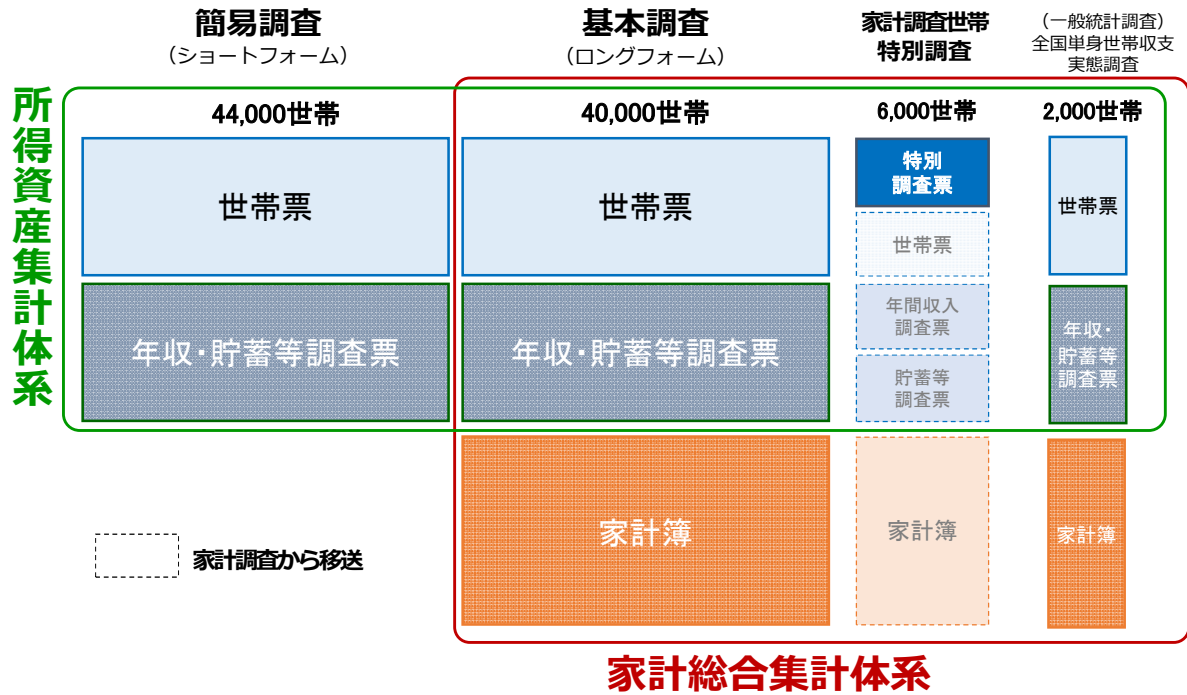 簡易調査
（ショートフォーム）
基本調査
（ロングフォーム）
家計調査世帯
特別調査
（一般統計調査）
全国単身世帯収支
実態調査
所得資産集計体系
44,000世帯
40,000世帯
6,000世帯
2,000世帯
世帯票
世帯票
特別
調査票
世帯票
世帯票
年収・貯蓄等調査票
年収・貯蓄等調査票
年間収入
調査票
貯蓄等
調査票
年収・
貯蓄等
調査票
家計簿
家計簿
家計簿
家計調査から移送
家計総合集計体系